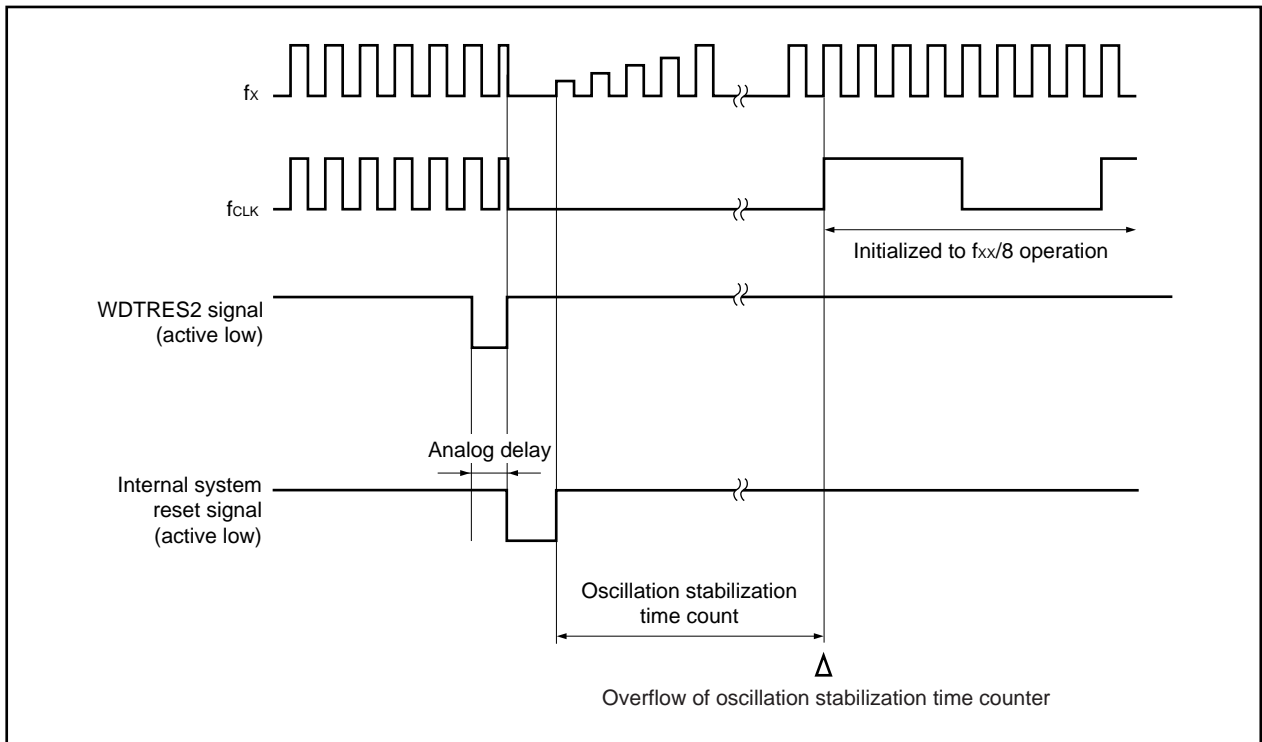 fX
fCLK
Initialized to fXX/8 operation
WDTRES2 signal
(active low)
Analog delay
Internal system
reset signal
(active low)
Oscillation stabilization
time count
Overflow of oscillation stabilization time counter